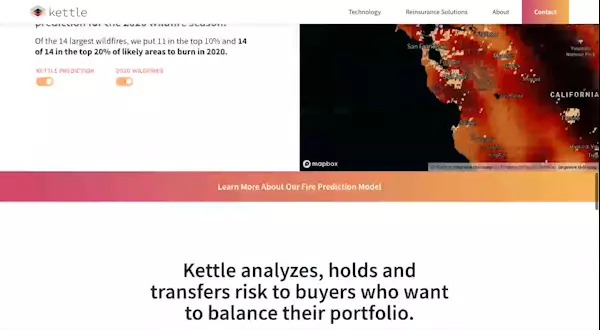 kettle
Technology
Reinsurance Solutions
About
Contact
prediction for the 2020 wildfire season.
Of the 14 largest wildfires, we put 11 in the top 10% and 14
of 14 in the top 20% of likely areas to burn in 2020.
KETTLE PREDICTION
2020 WILDFIRES
San Francisco
CALIFORNIA
mapbox
Learn More About Our Fire Prediction Model
Kettle analyzes, holds and
transfers risk to buyers who want
to balance their portfolio.